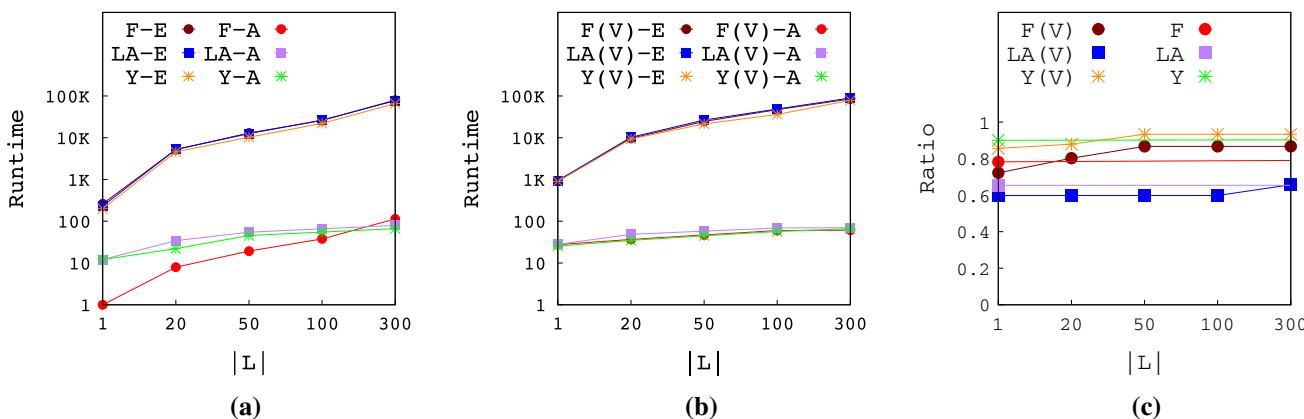 F-E F-A
LA-E LA-A
Y-E Y-A
100K
10K
1K
100
10
1
Runtime
1 20 50 100 300
|L|
(a)
F(V)-E F(V)-A
LA(V)-E LA(V)-A
Y(V)-E Y(V)-A
100K
10K
1K
100
10
1
Runtime
1 20 50 100 300
|L|
(b)
F(V) F
LA(V) LA
Y(V) Y
1
0.8
0.6
0.4
0.2
0
Ratio
1 20 50 100 300
|L|
(c)